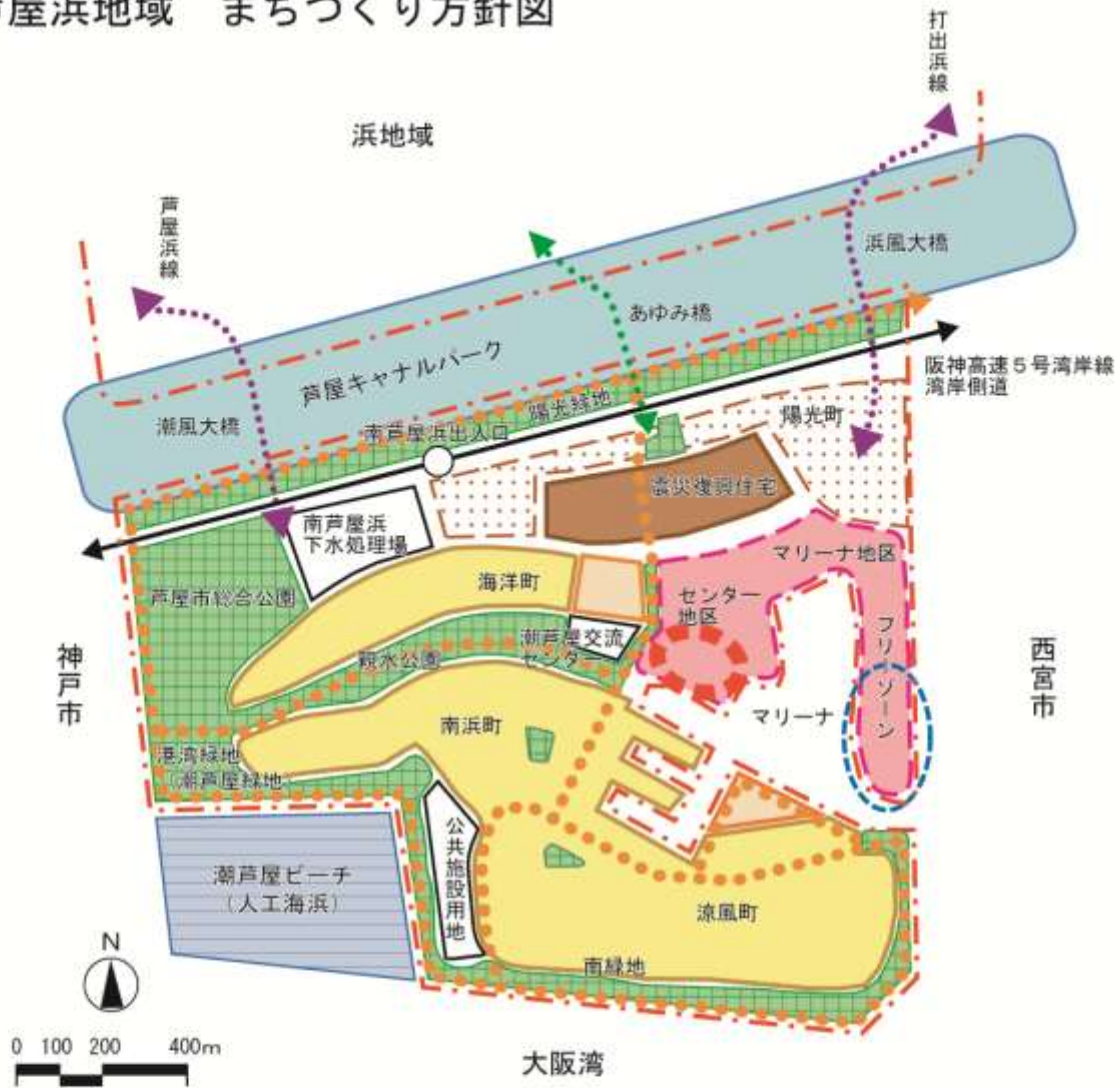 屋浜地域 まちづくり方針図
打出浜線
浜地域
芦屋浜線
浜風大橋
あゆみ橋
芦屋キャナルパーク
阪神高速5号湾岸線
湾岸側道
陽光緑地
陽光町
潮風大橋
南芦屋浜出入口
震災復興住宅
南芦屋浜
下水処理場
マリーナ地区
海洋町
センター
地区
芦屋市総合公園
フリーゾーン
潮芦屋交流
センター
親水公園
神戸市
西宮市
マリーナ
南浜町
港湾緑地
(潮芦屋緑地)
公共施設用地
潮芦屋ビーチ
(人工海浜)
涼風町
南緑地
N
0 100 200 400m
大阪湾